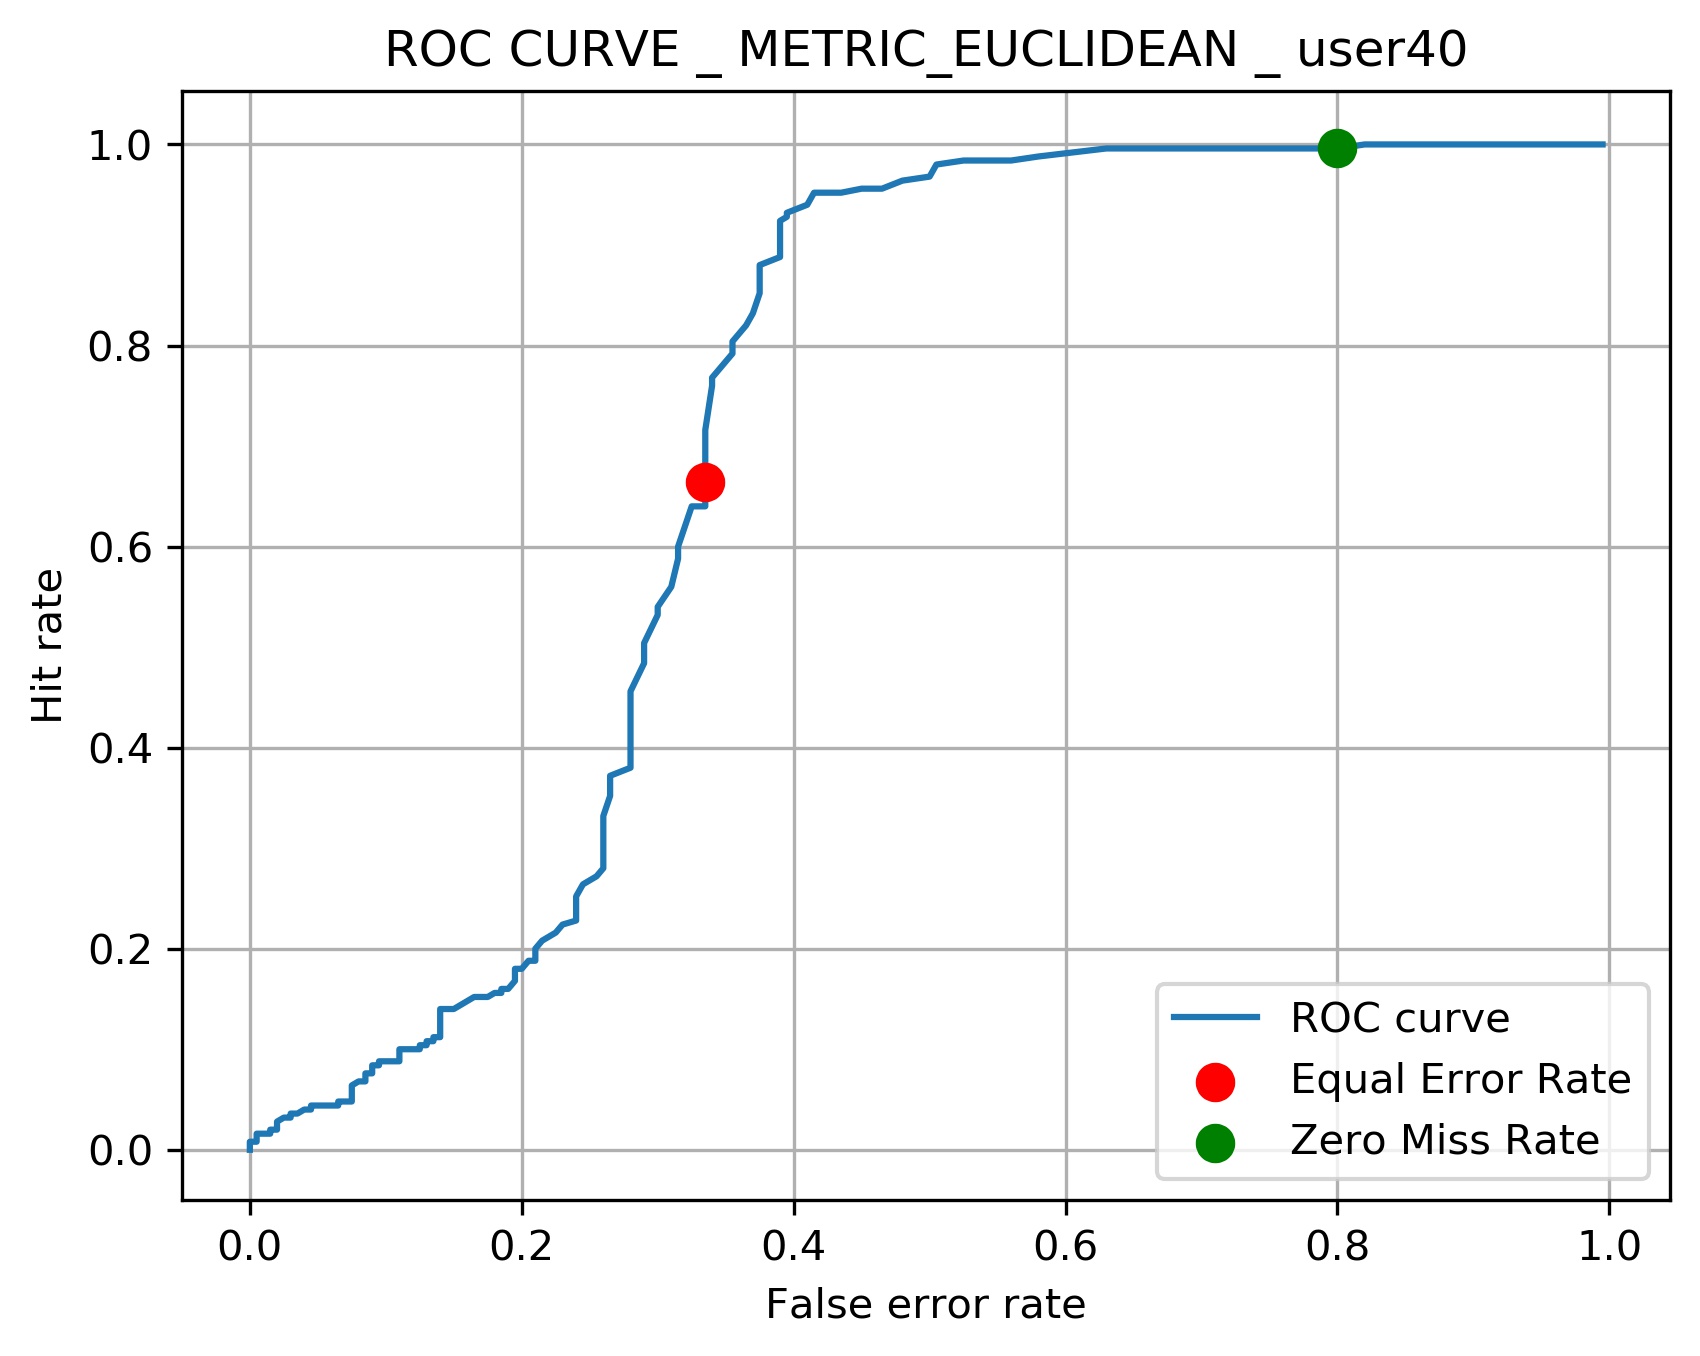 ROC CURVE _ METRIC_EUCLIDEAN _ user40
Hit rate
1.0
0.8
0.6
0.4
0.2
0.0
ROC curve
Equal Error Rate
Zero Miss Rate
0.0 0.2 0.4 0.6 0.8 1.0
False error rate